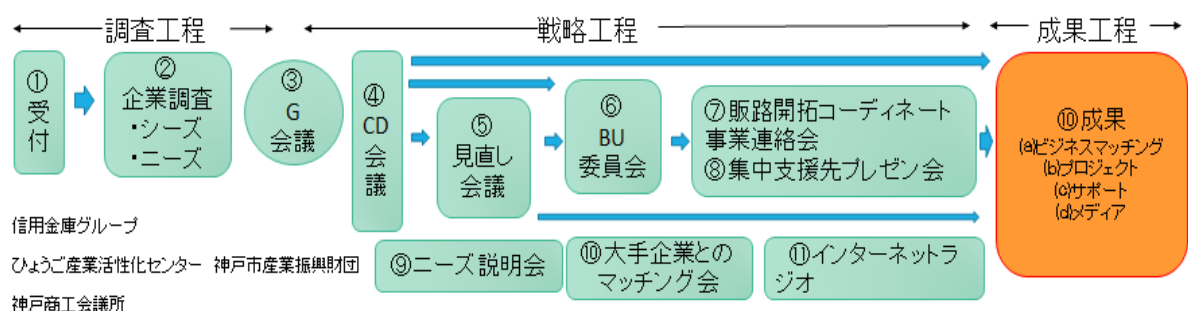 調査工程
戦略工程
成果工程
①
受
付
②
企業調査
・シーズ
・ニーズ
③
G
会議
④
CD
会
議
⑤
見直し
会議
⑥
BU
委員会
⑦販路開拓コーディネート
事業連絡会
⑧集中支援先プレゼン会
⑩成果
(a)ビジネスマッチング
(b)プロジェクト
(c)サポート
(d)メディア
信用金庫グループ
ひょうご産業活性化センター 神戸市産業振興財団
神戸商工会議所
⑨ニーズ説明会
⑩大手企業との
マッチング会
⑪インターネットラ
ジオ